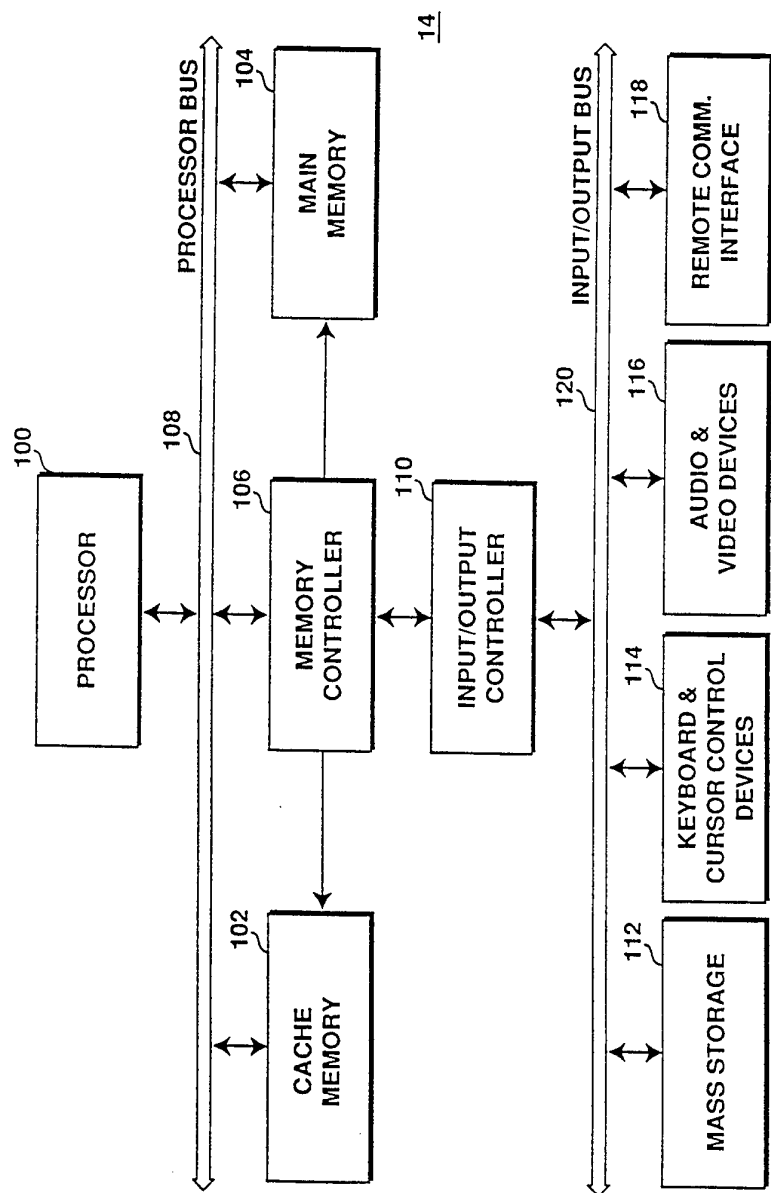 14
100
PROCESSOR
108
PROCESSOR BUS
102
CACHE
MEMORY
106
MEMORY
CONTROLLER
104
MAIN
MEMORY
110
INPUT/OUTPUT
CONTROLLER
120
INPUT/OUTPUT BUS
112
MASS STORAGE
114
KEYBOARD &
CURSOR CONTROL
DEVICES
116
AUDIO &
VIDEO DEVICES
118
REMOTE COMM.
INTERFACE